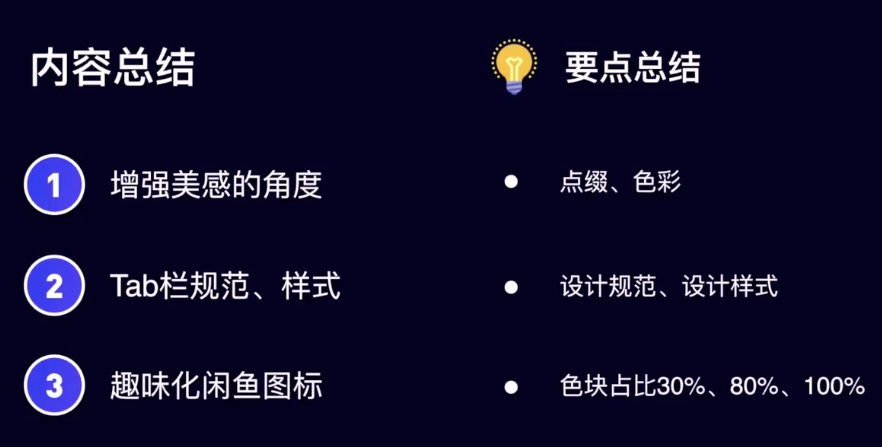 内容总结
要点总结
1 增强美感的角度
点缀、色彩
2 Tab栏规范、样式
设计规范、设计样式
3 趣味化闲鱼图标
色块占比30%、80%、100%